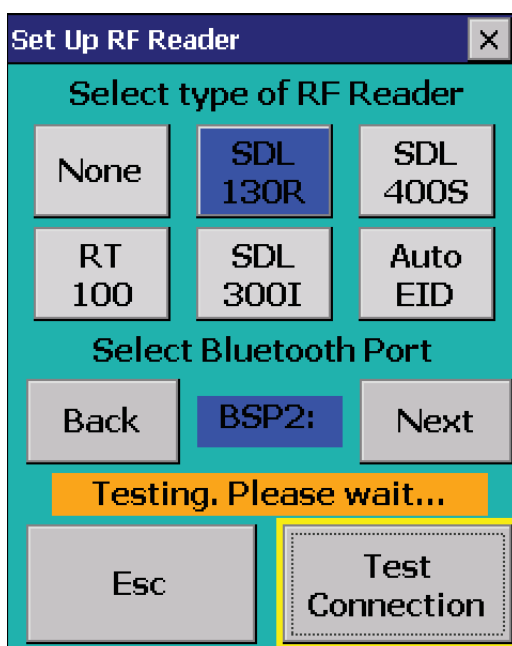 Set Up RF Reader
Select type of RF Reader
None
SDL
130R
SDL
400S
RT
100
SDL
300I
Auto
EID
Select Bluetooth Port
Back
BSP2:
Next
Testing. Please wait...
Esc
Test
Connection